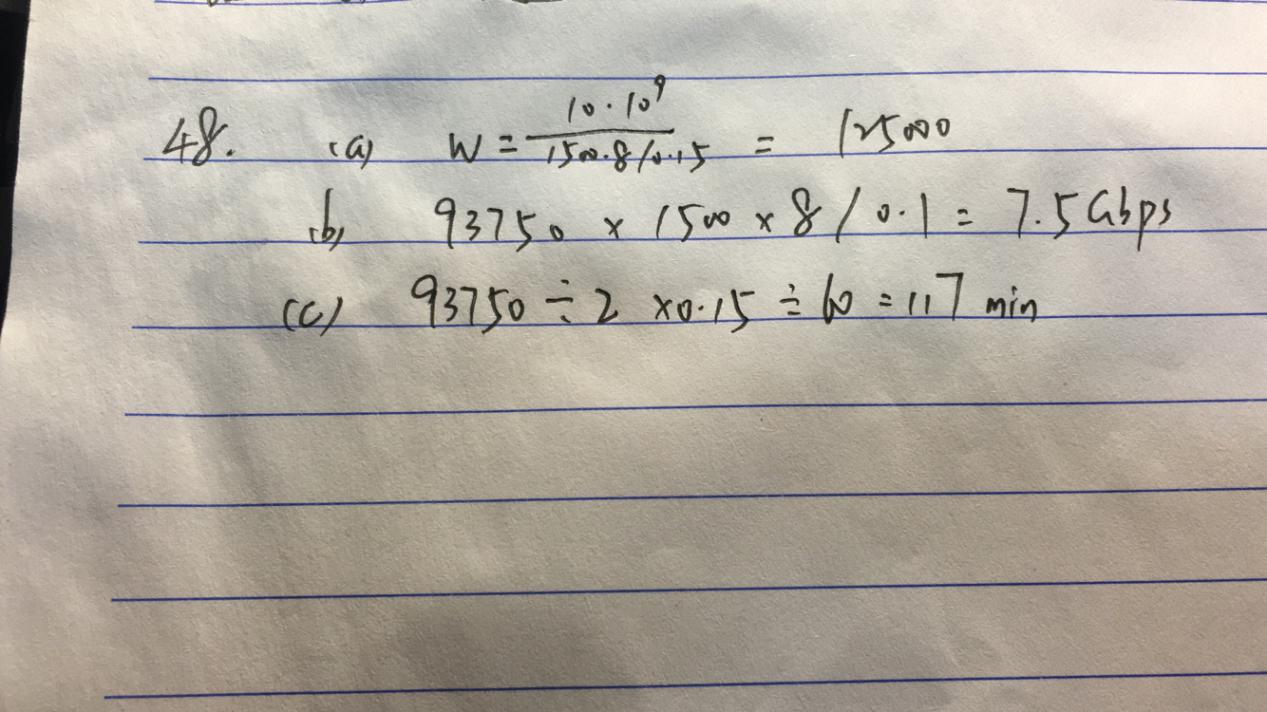 48. (a) W = 10·10⁹ / 1500·8/0.15 = 125000
(b) 93750 × 1500 × 8 / 0.1 = 7.5 Gbps
(c) 93750 ÷ 2 × 0.15 ÷ 60 = 117 min